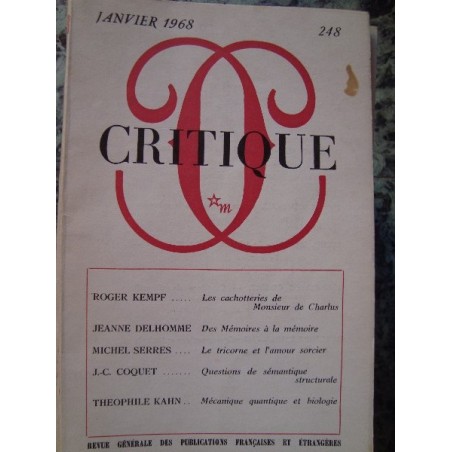 JANVIER 1968
248
CRITIQUE
m
ROGER KEMPF ..... Les cachotteries de
Monsieur de Charlus
JEANNE DELHOMME Des Mémoires à la mémoire
MICHEL SERRES .... Le tricorne et l'amour sorcier
J.-C. COQUET ....... Questions de sémantique
structurale
THEOPHILE KAHN .. Mécanique quantique et biologie
REVUE GÉNÉRALE DES PUBLICATIONS FRANÇAISES ET ÉTRANGÈRES